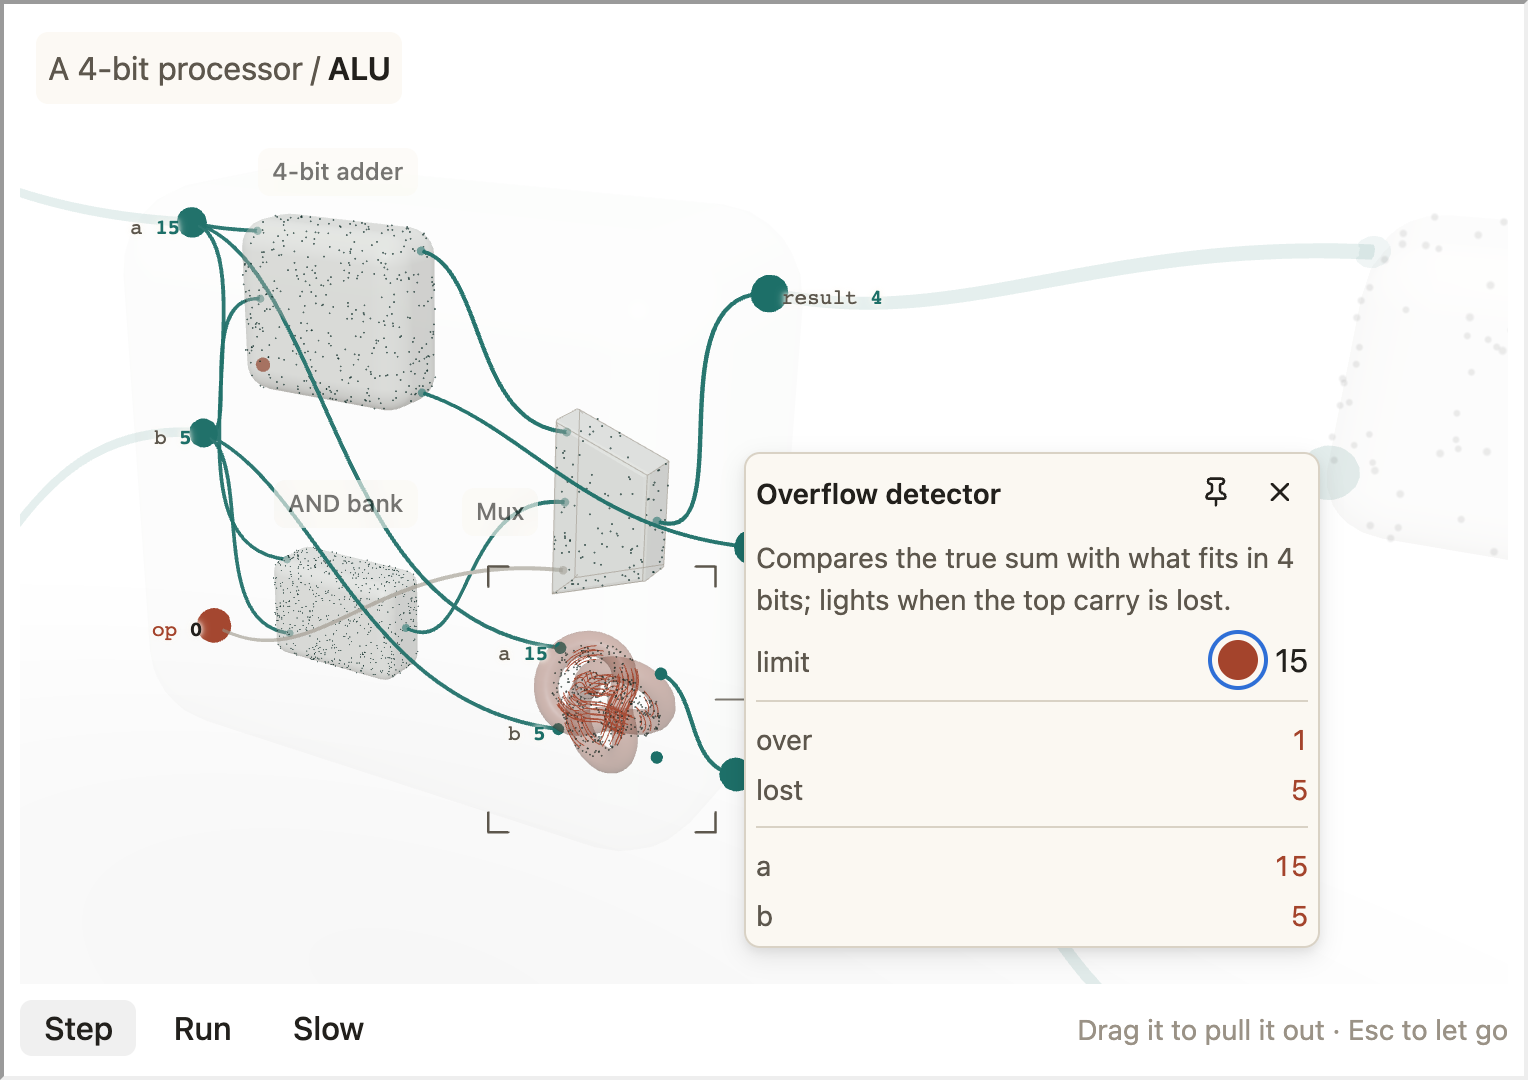 A 4-bit processor / ALU
4-bit adder
a 15
result 4
b 5
AND bank
Mux
op 0
a 15
b 5
Overflow detector
Compares the true sum with what fits in 4
bits; lights when the top carry is lost.
limit 15
over 1
lost 5
a 15
b 5
Step Run Slow
Drag it to pull it out · Esc to let go